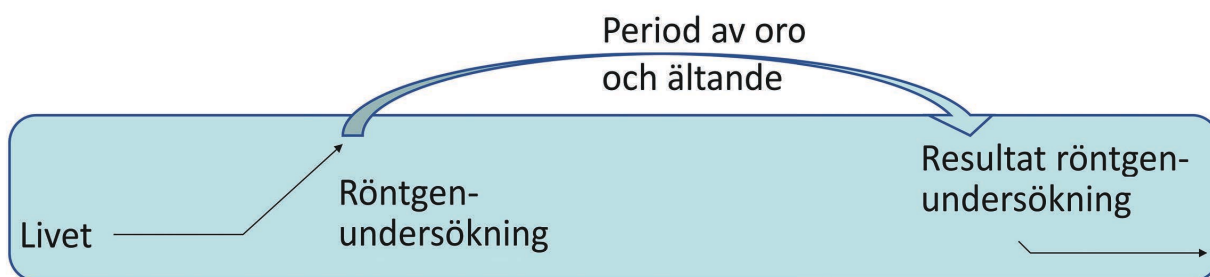 Period av oro
och ältande
Livet
Röntgen-
undersökning
Resultat röntgen-
undersökning